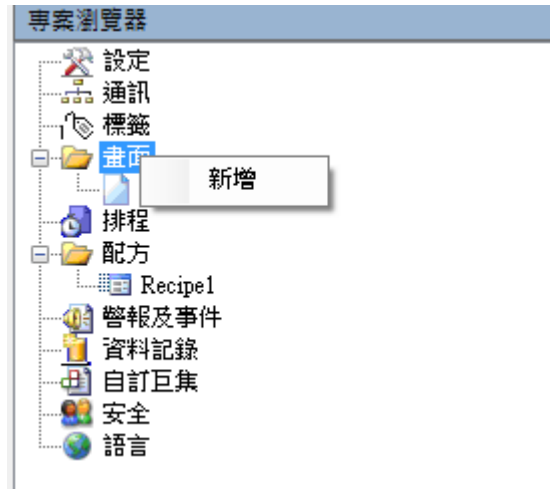 專案瀏覽器
設定
通訊
標籤
畫面
新增
排程
配方
Recipe1
警報及事件
資料記錄
自訂巨集
安全
語言